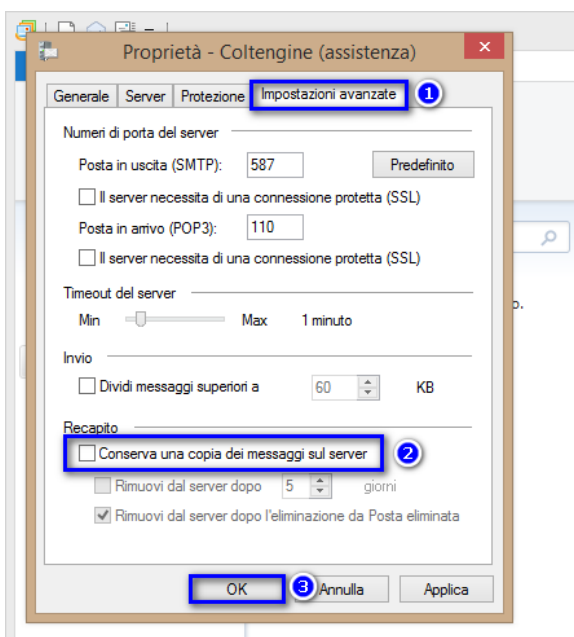 Proprietà - Coltengine (assistenza)
Generale Server Protezione Impostazioni avanzate 1
Numeri di porta del server
Posta in uscita (SMTP): 587 Predefinito
Il server necessita di una connessione protetta (SSL)
Posta in arrivo (POP3): 110
Il server necessita di una connessione protetta (SSL)
Timeout del server
Min Max 1 minuto
Invio
Dividi messaggi superiori a 60 KB
Recapito
Conserva una copia dei messaggi sul server 2
Rimuovi dal server dopo 5 giorni
Rimuovi dal server dopo l'eliminazione da Posta eliminata
OK 3 Annulla Applica